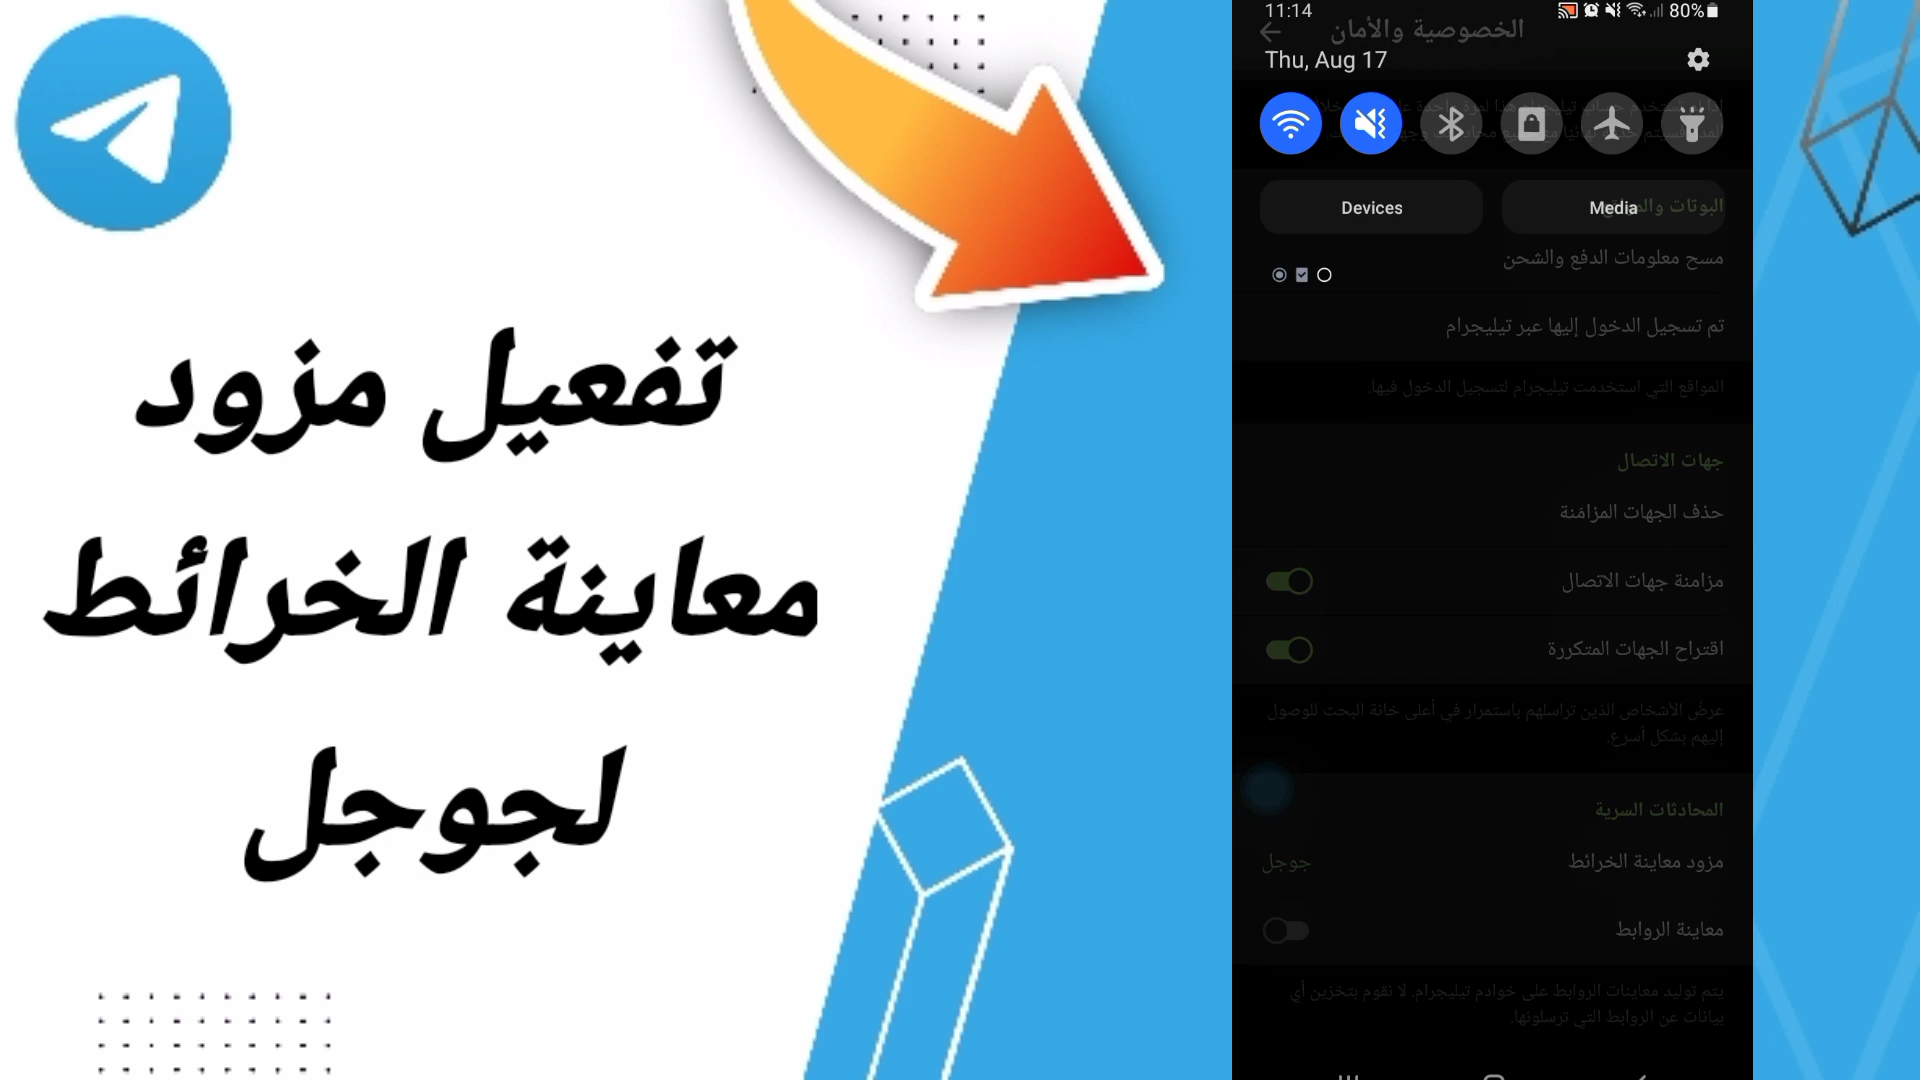 تفعيل مزود
معاينة الخرائط
لجوجل
11:14
80%
الخصوصية والأمان
Thu, Aug 17
Devices
Media
مسح معلومات الدفع والشحن
تم تسجيل الدخول إليها عبر تيليجرام
المواقع التي استخدمت تيليجرام لتسجيل الدخول فيها.
جهات الاتصال
حذف الجهات المزامَنة
مزامنة جهات الاتصال
اقتراح الجهات المتكررة
عرضُ الأشخاص الذين تراسلهم باستمرار في أعلى خانة البحث للوصول
إليهم بشكل أسرع.
المحادثات السرية
مزود معاينة الخرائط
جوجل
معاينة الروابط
يتم توليد معاينات الروابط على خوادم تيليجرام. لا نقوم بتخزين أي
بيانات عن الروابط التي ترسلونها.